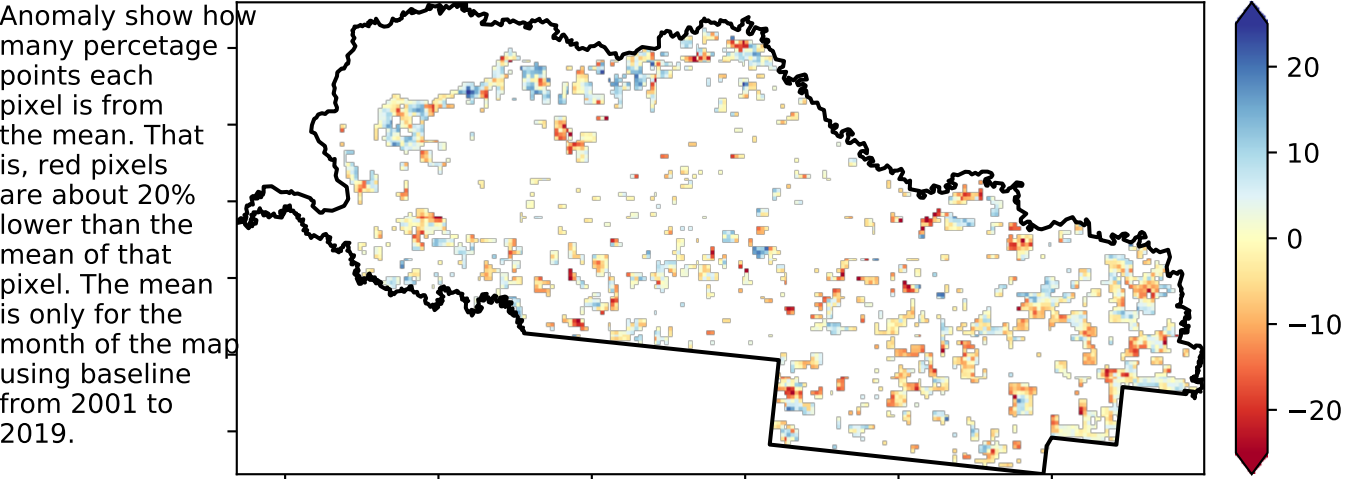 Anomaly show how
many percetage
points each
pixel is from
the mean. That
is, red pixels
are about 20%
lower than the
mean of that
pixel. The mean
is only for the
month of the map
using baseline
from 2001 to
2019.
20
10
0
−10
−20